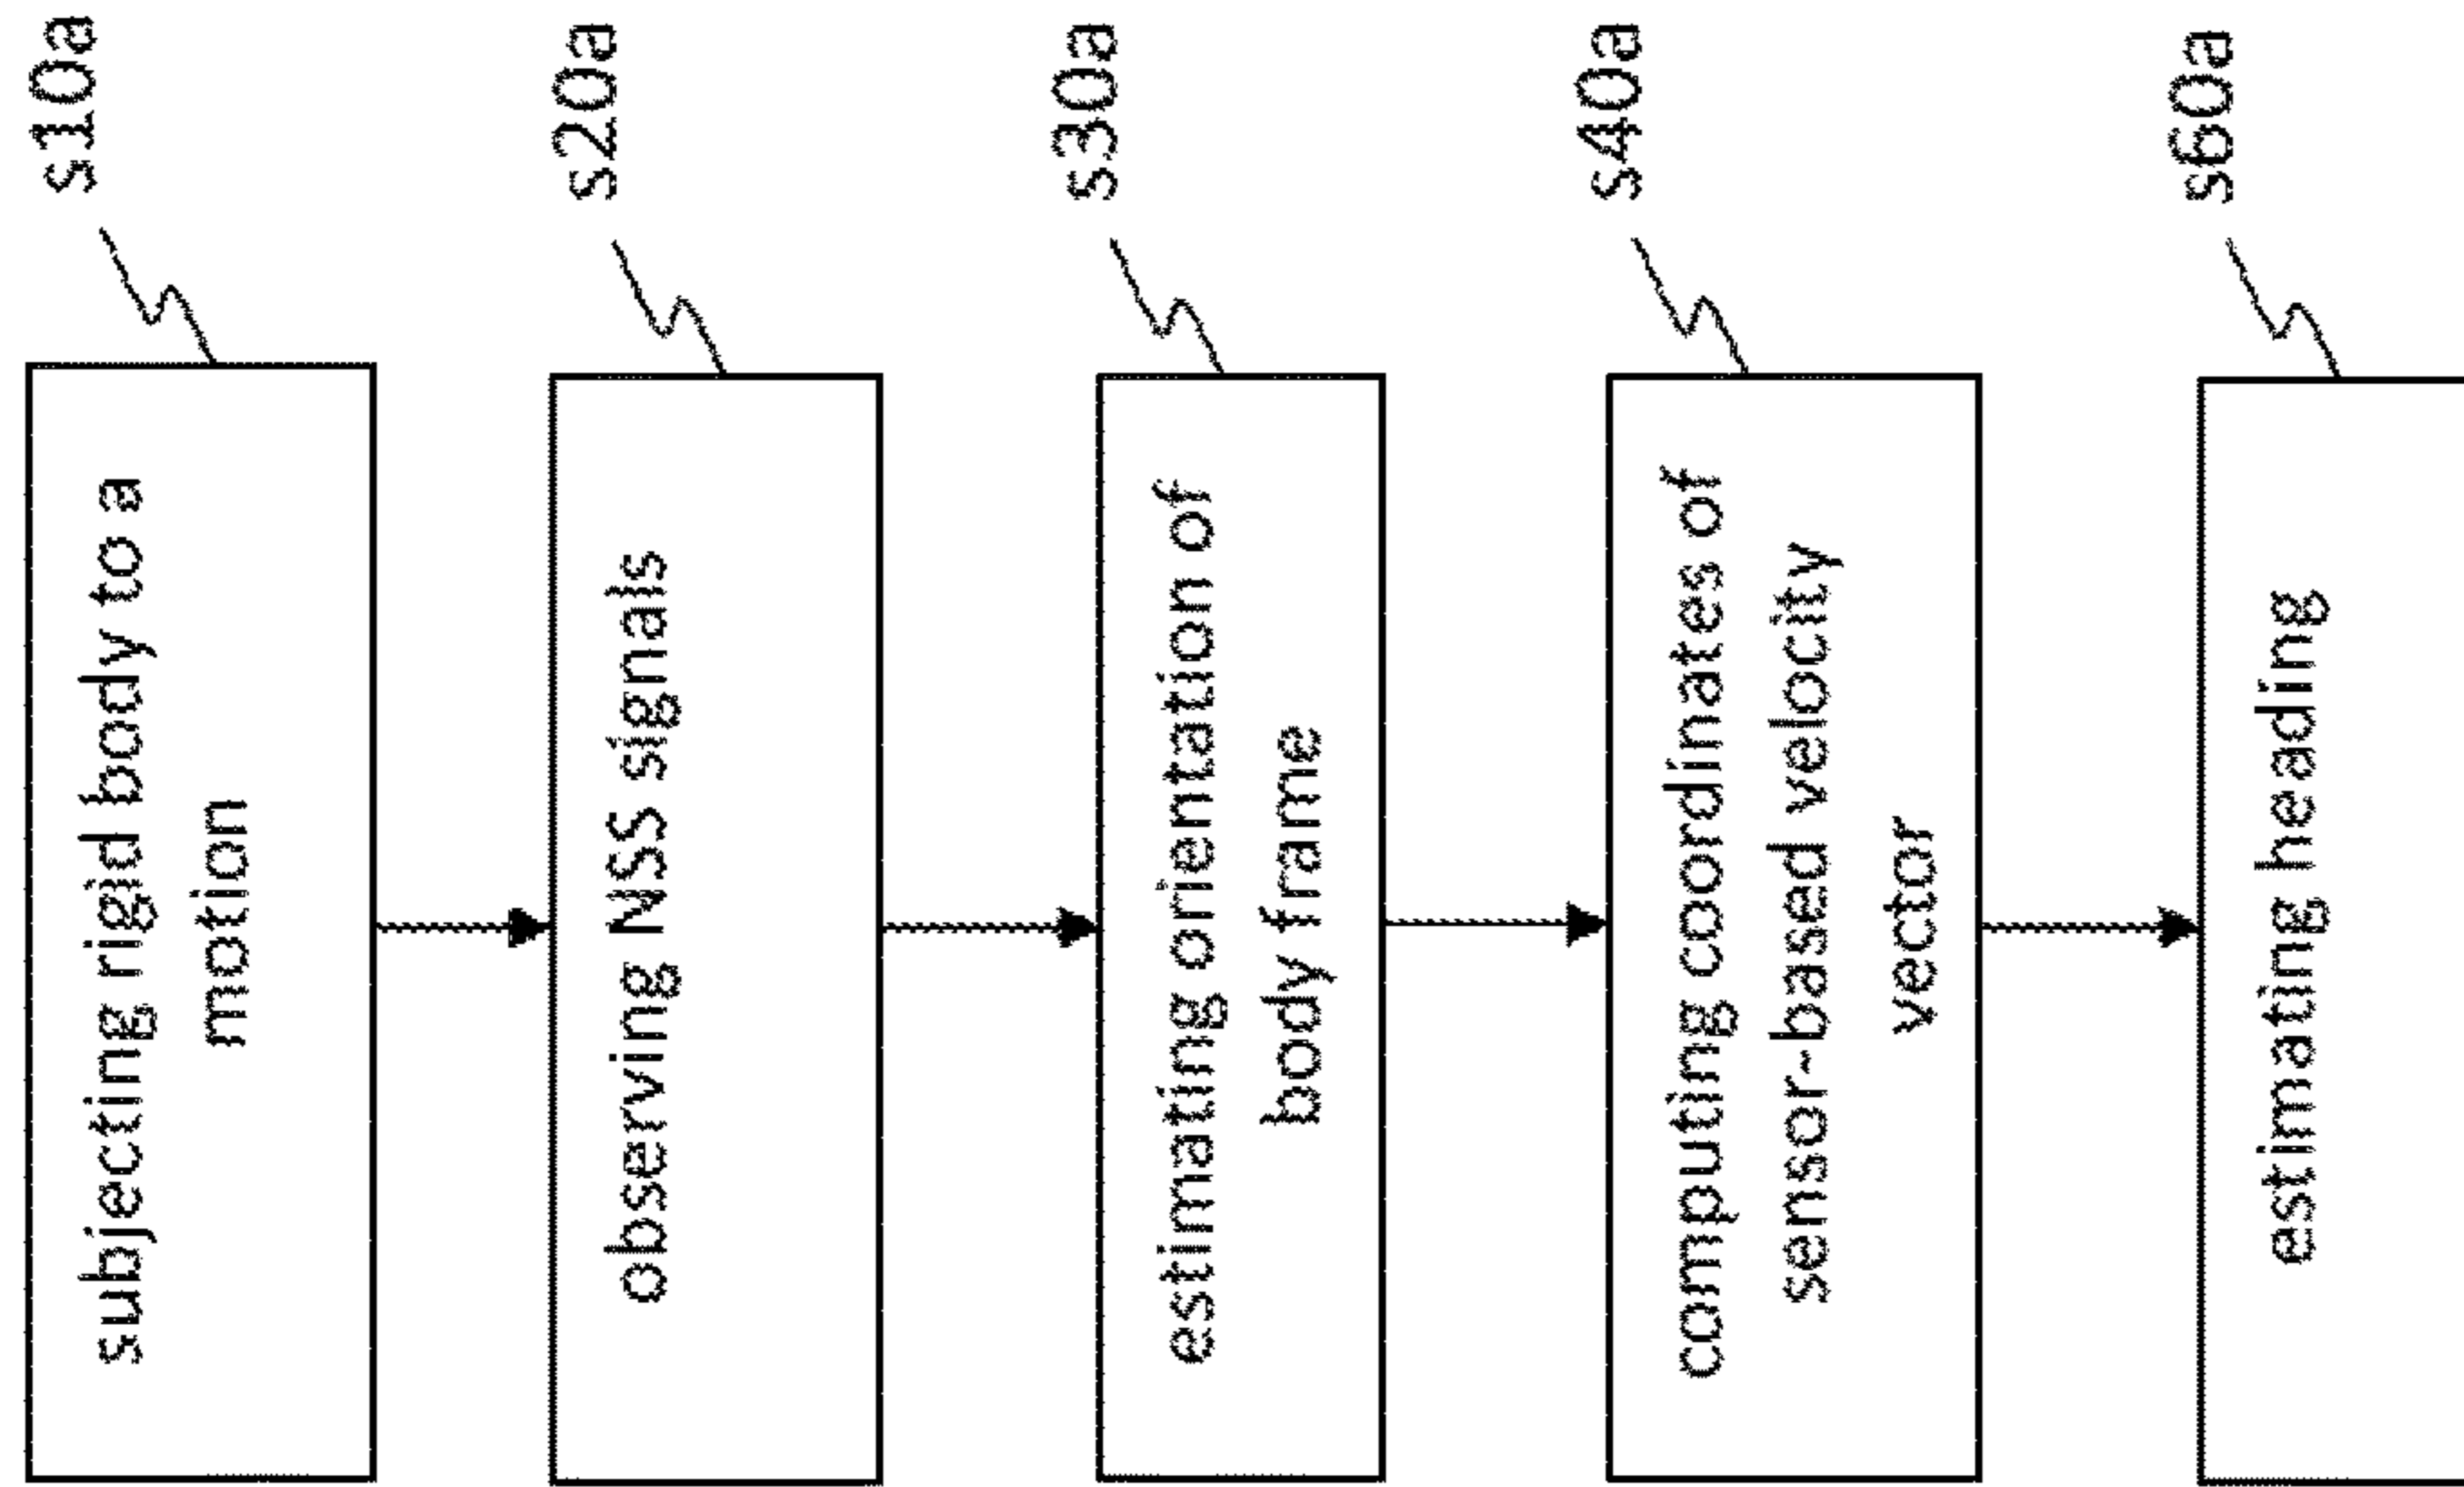 subjecting rigid body to a
motion
s10a
observing NSS signals
s20a
estimating orientation of
body frame
s30a
computing coordinates of
sensor-based velocity
vector
s40a
estimating heading
s60a